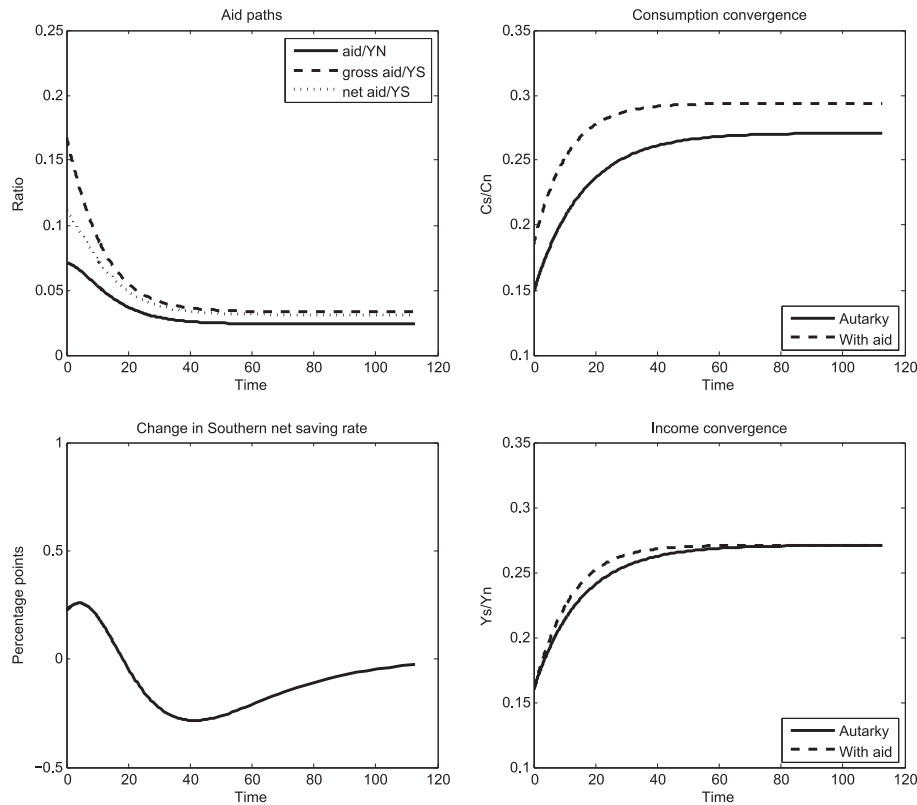 Aid paths
0.25
0.2
0.15
0.1
0.05
0
Ratio
aid/YN
gross aid/YS
net aid/YS
0 20 40 60 80 100 120
Time
Consumption convergence
0.35
0.3
0.25
0.2
0.15
0.1
Cs/Cn
Autarky
With aid
0 20 40 60 80 100 120
Time
Change in Southern net saving rate
1
0.5
0
−0.5
Percentage points
0 20 40 60 80 100 120
Time
Income convergence
0.35
0.3
0.25
0.2
0.15
0.1
Ys/Yn
Autarky
With aid
0 20 40 60 80 100 120
Time